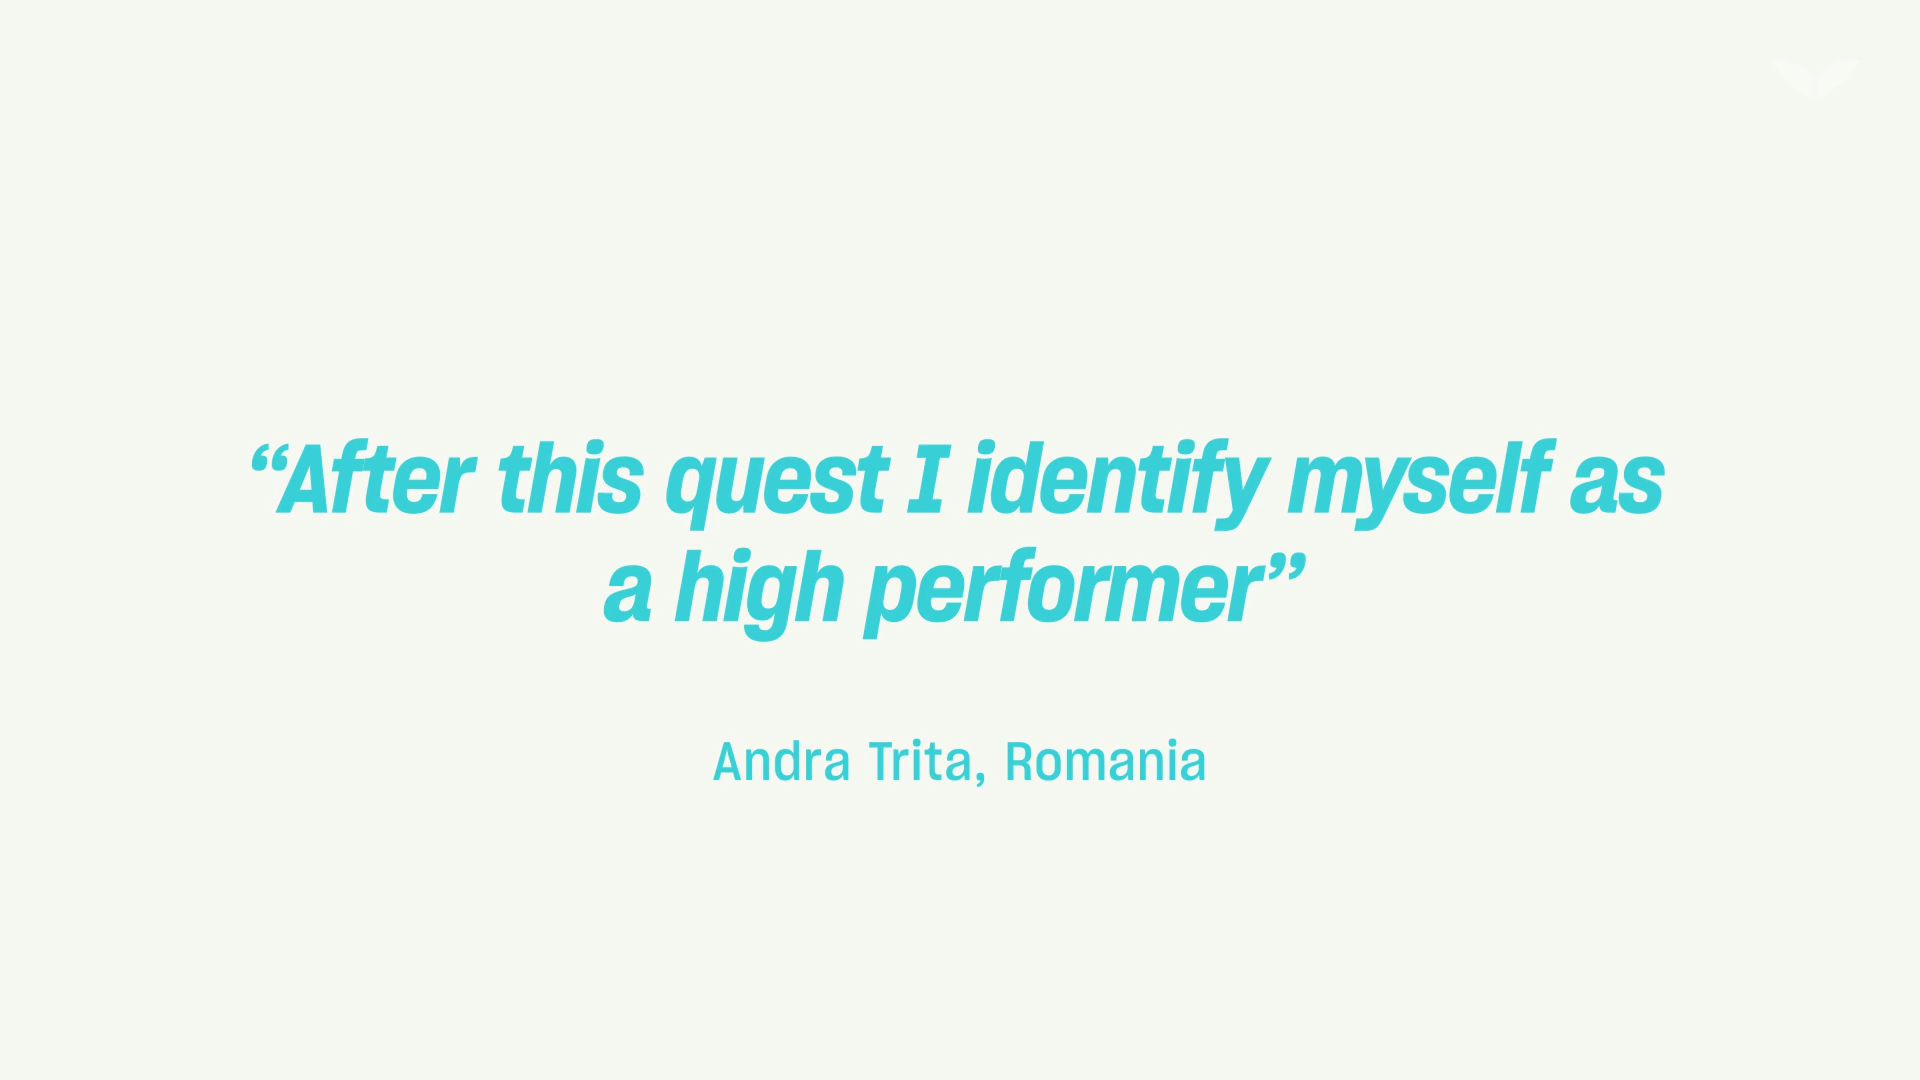 “After this quest I identify myself as
a high performer”
Andra Trita, Romania